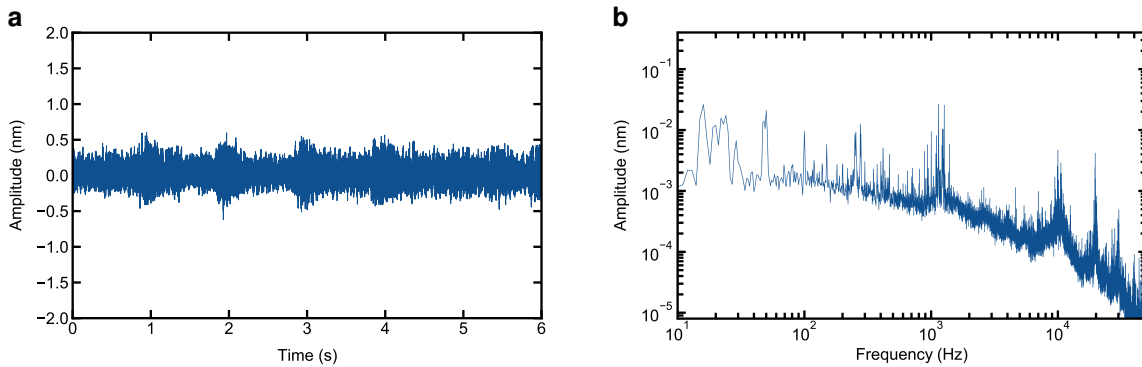 a
2.0
1.5
1.0
0.5
0.0
−0.5
−1.0
−1.5
−2.0
Amplitude (nm)
0 1 2 3 4 5 6
Time (s)
b
10⁻¹
10⁻²
10⁻³
10⁻⁴
10⁻⁵
Amplitude (nm)
10¹ 10² 10³ 10⁴
Frequency (Hz)